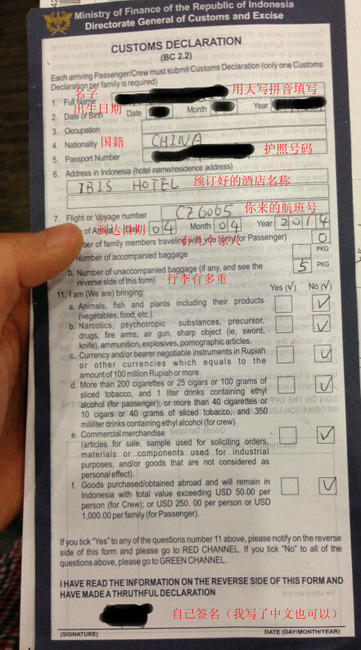 Ministry of Finance of the Republic of Indonesia
Directorate General of Customs and Excise
CUSTOMS DECLARATION
(BC 2.2)
Each arriving Passenger/Crew must submit Customs Declaration (only one Customs
Declaration per family is required)
名字 用大写拼音填写
1. Full Name
出生日期
2. Date of Birth Date Month Year
3. Occupation
4. Nationality 国籍 CHINA
5. Passport Number 护照号码
6. Address in Indonesia (hotel name/residence address)
IBIS HOTEL 预订好的酒店名称
7. Flight or Voyage number CZ6065 你来的航班号
到达日期
of Date 04 Month 04 Year 2014
ber of family members traveling with you (only for Passenger) 0
Number of accompanied baggage PKG
b. Number of unaccompanied baggage (if any, and see the 5 PKG
reverse side of this form) 行李有多重
11. I am (We are) bringing: Yes (√) No (√)
a. Animals, fish and plants including their products √
(vegetables, food, etc.)
b. Narcotics, psychotropic substances, precursor, √
drugs, fire arms, air gun, sharp object (ie, sword,
knife), ammunition, explosives, pornographic articles.
c. Currency and/or bearer negotiable instruments in Rupiah √
or other currencies which equals to the
amount of 100 million Rupiah or more.
d. More than 200 cigarettes or 25 cigars or 100 grams of √
sliced tobacco, and 1 liter drinks containing ethyl
alcohol (for passenger); or more than 40 cigarettes or
10 cigars or 40 grams of sliced tobacco, and 350
mililiter drinks containing ethyl alcohol (for crew).
e. Commercial merchandise √
(articles for sale, sample used for soliciting orders,
materials or components used for industrial
purposes, and/or goods that are not considered as
personal effect).
f. Goods purchased/obtained abroad and will remain in √
Indonesia with total value exceeding USD 50.00 per
person (for Crew); or USD 250.00 per person or USD
1,000.00 per family (for Passenger).
If you tick "Yes" to any of the questions number 11 above, please notify on the reverse
side of this form and please go to RED CHANNEL. If you tick "No" to all of the
questions above, please go to GREEN CHANNEL.
I HAVE READ THE INFORMATION ON THE REVERSE SIDE OF THIS FORM AND
HAVE MADE A THRUTHFUL DECLARATION
自己签名（我写了中文也可以）
(SIGNATURE) DATE (DAY/MONTH/YEAR)